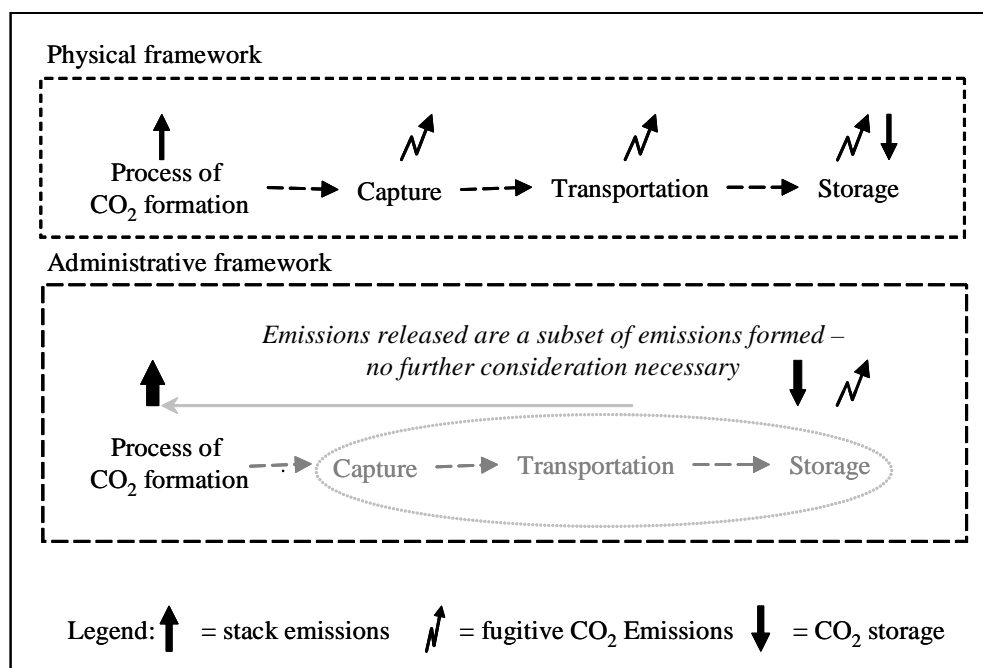 Physical framework
Process of
CO₂ formation
Capture
Transportation
Storage
Administrative framework
Emissions released are a subset of emissions formed –
no further consideration necessary
Process of
CO₂ formation
Capture
Transportation
Storage
Legend: = stack emissions = fugitive CO₂ Emissions = CO₂ storage